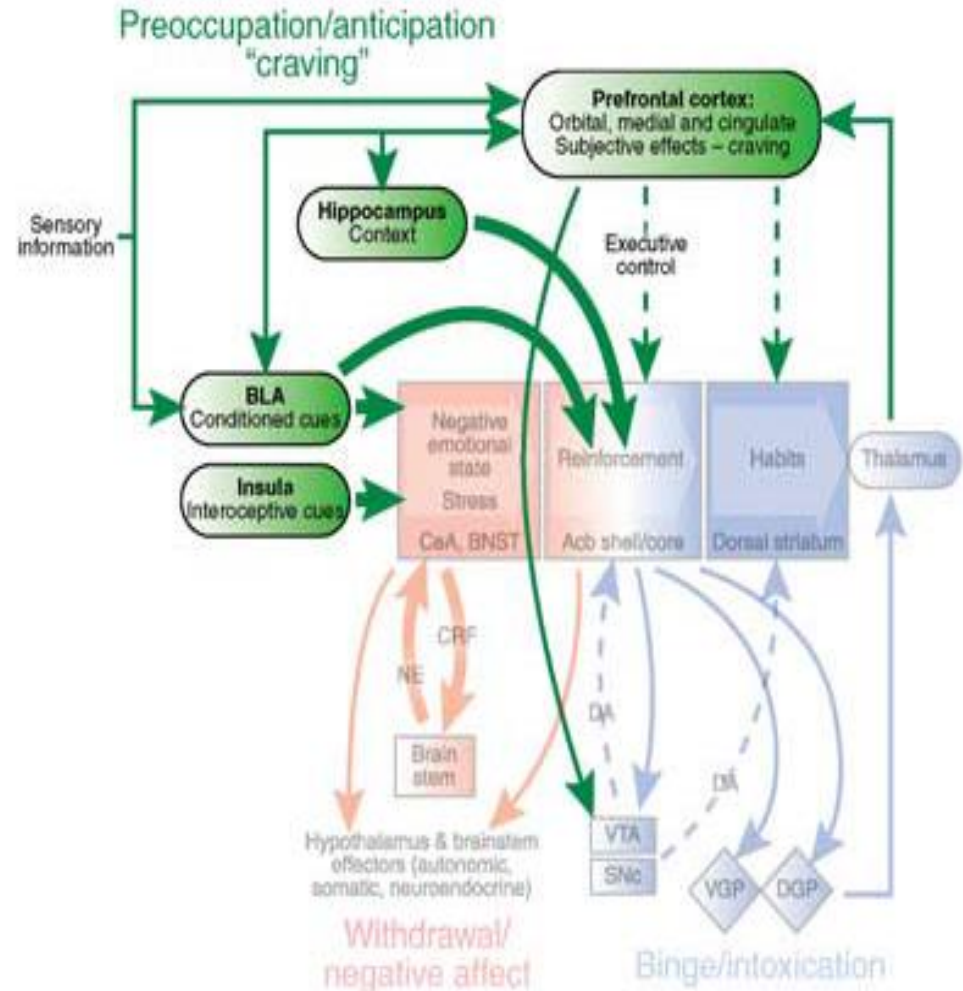 Preoccupation/anticipation
"craving"
Prefrontal cortex:
Orbital, medial and cingulate
Subjective effects – craving
Hippocampus
Context
Sensory
information
Executive
control
BLA
Conditioned cues
Insula
Interoceptive cues
Negative
emotional
state
Stress
CeA, BNST
Reinforcement
Acb shell/core
Habits
Dorsal striatum
Thalamus
NE
CRF
Brain
stem
DA
DA
Hypothalamus & brainstem
effectors (autonomic,
somatic, neuroendocrine)
VTA
SNc
VGP
DGP
Withdrawal/
negative affect
Binge/intoxication